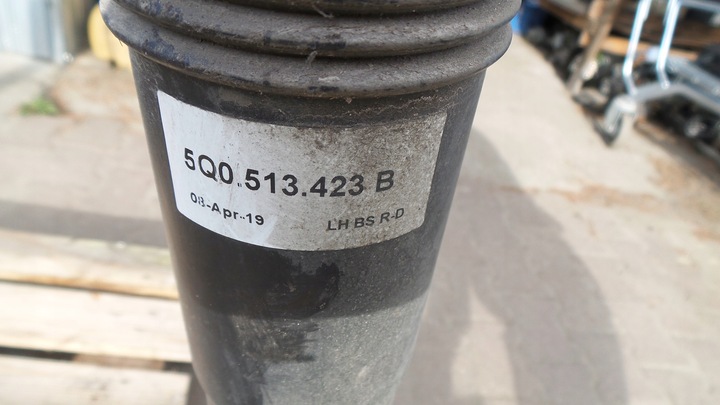 5Q0.513.423 B
08-Apr-19
LH BS R-D